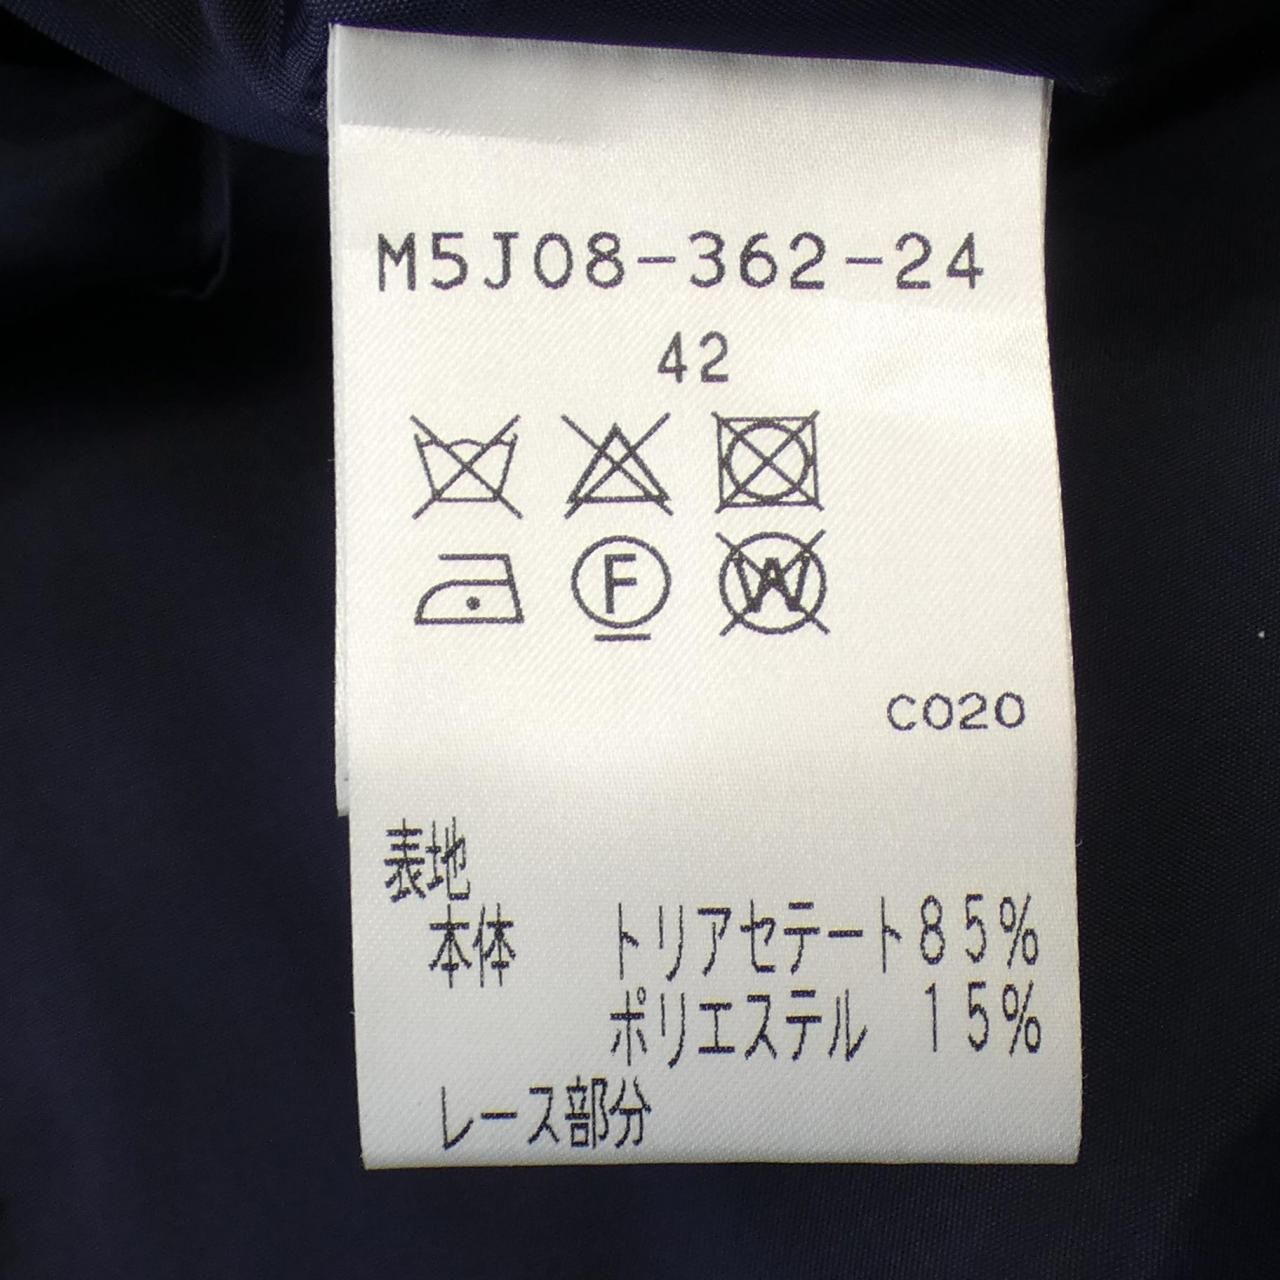 M5J08-362-24
42
F
W
C020
表地
本体 トリアセテート85%
ポリエステル 15%
レース部分